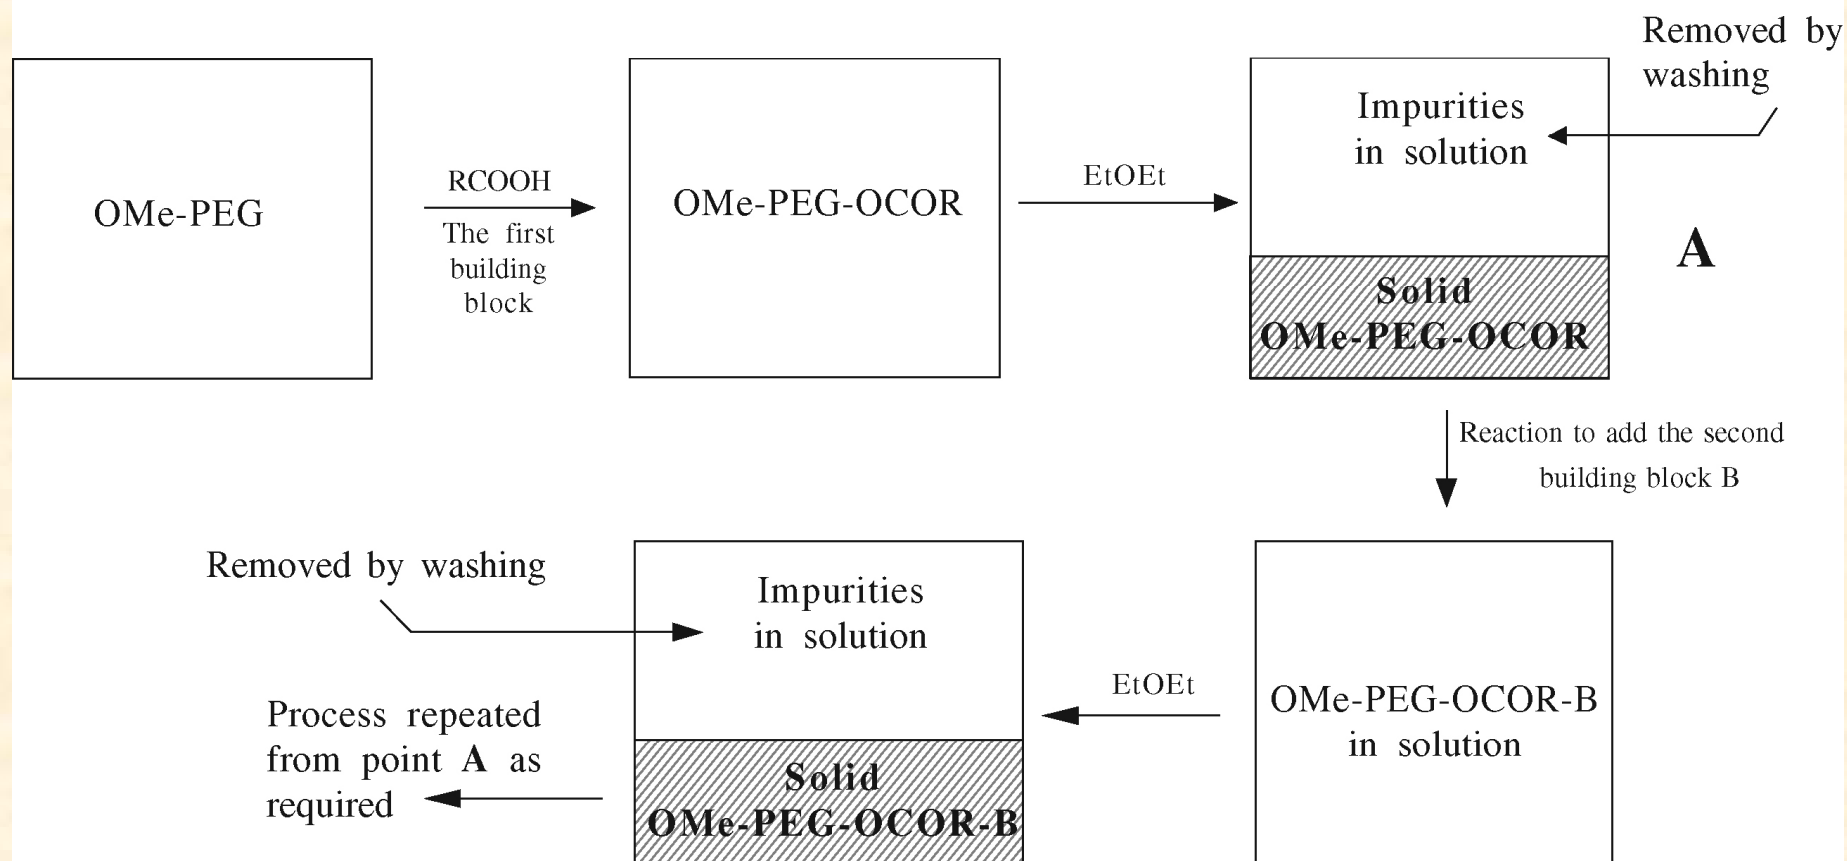 OMe-PEG
RCOOH
The first
building
block
OMe-PEG-OCOR
EtOEt
Removed by
washing
Impurities
in solution
A
Solid
OMe-PEG-OCOR
Reaction to add the second
building block B
OMe-PEG-OCOR-B
in solution
EtOEt
Removed by washing
Impurities
in solution
Solid
OMe-PEG-OCOR-B
Process repeated
from point A as
required